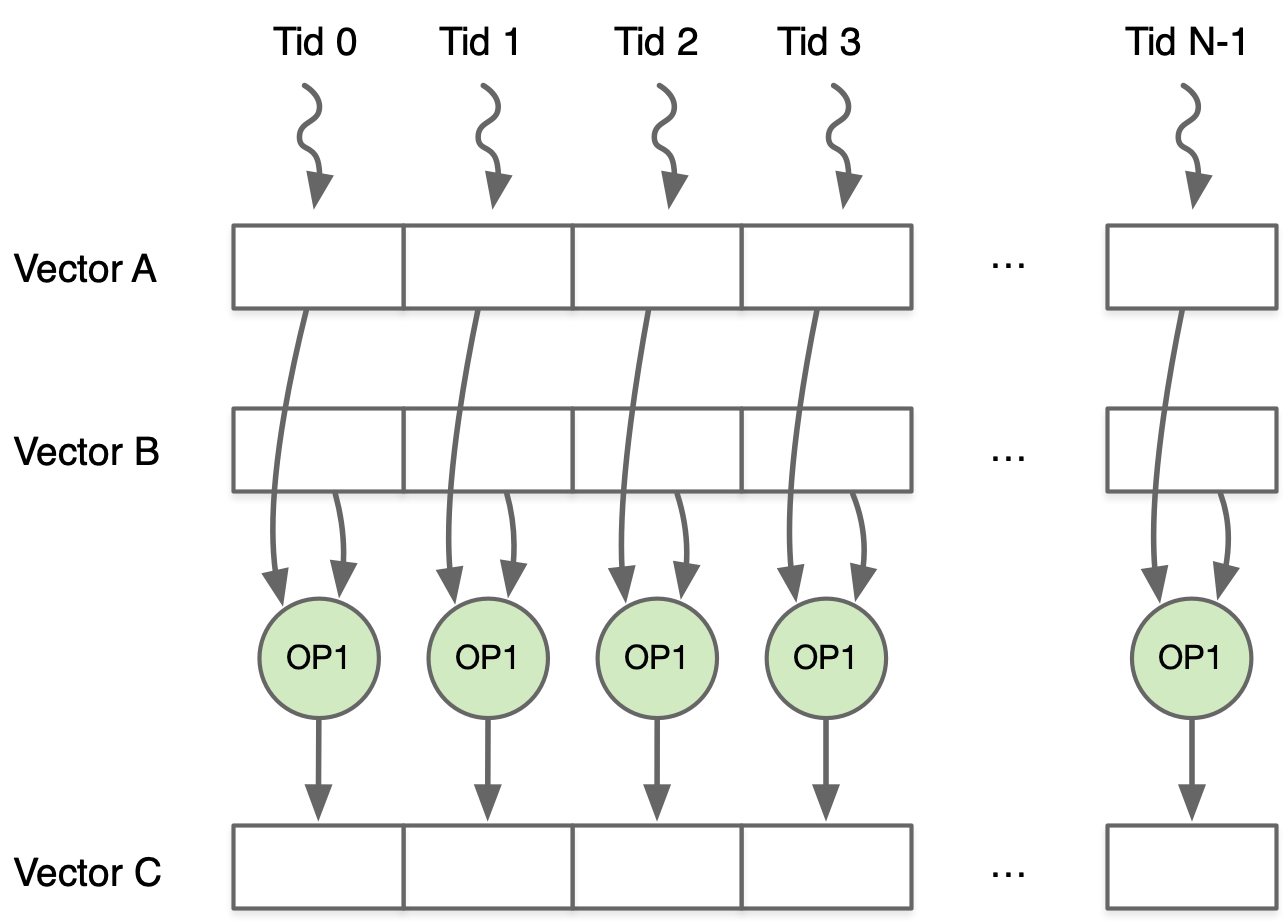 Tid 0 Tid 1 Tid 2 Tid 3 Tid N-1
Vector A ...
Vector B ...
OP1 OP1 OP1 OP1 OP1
Vector C ...